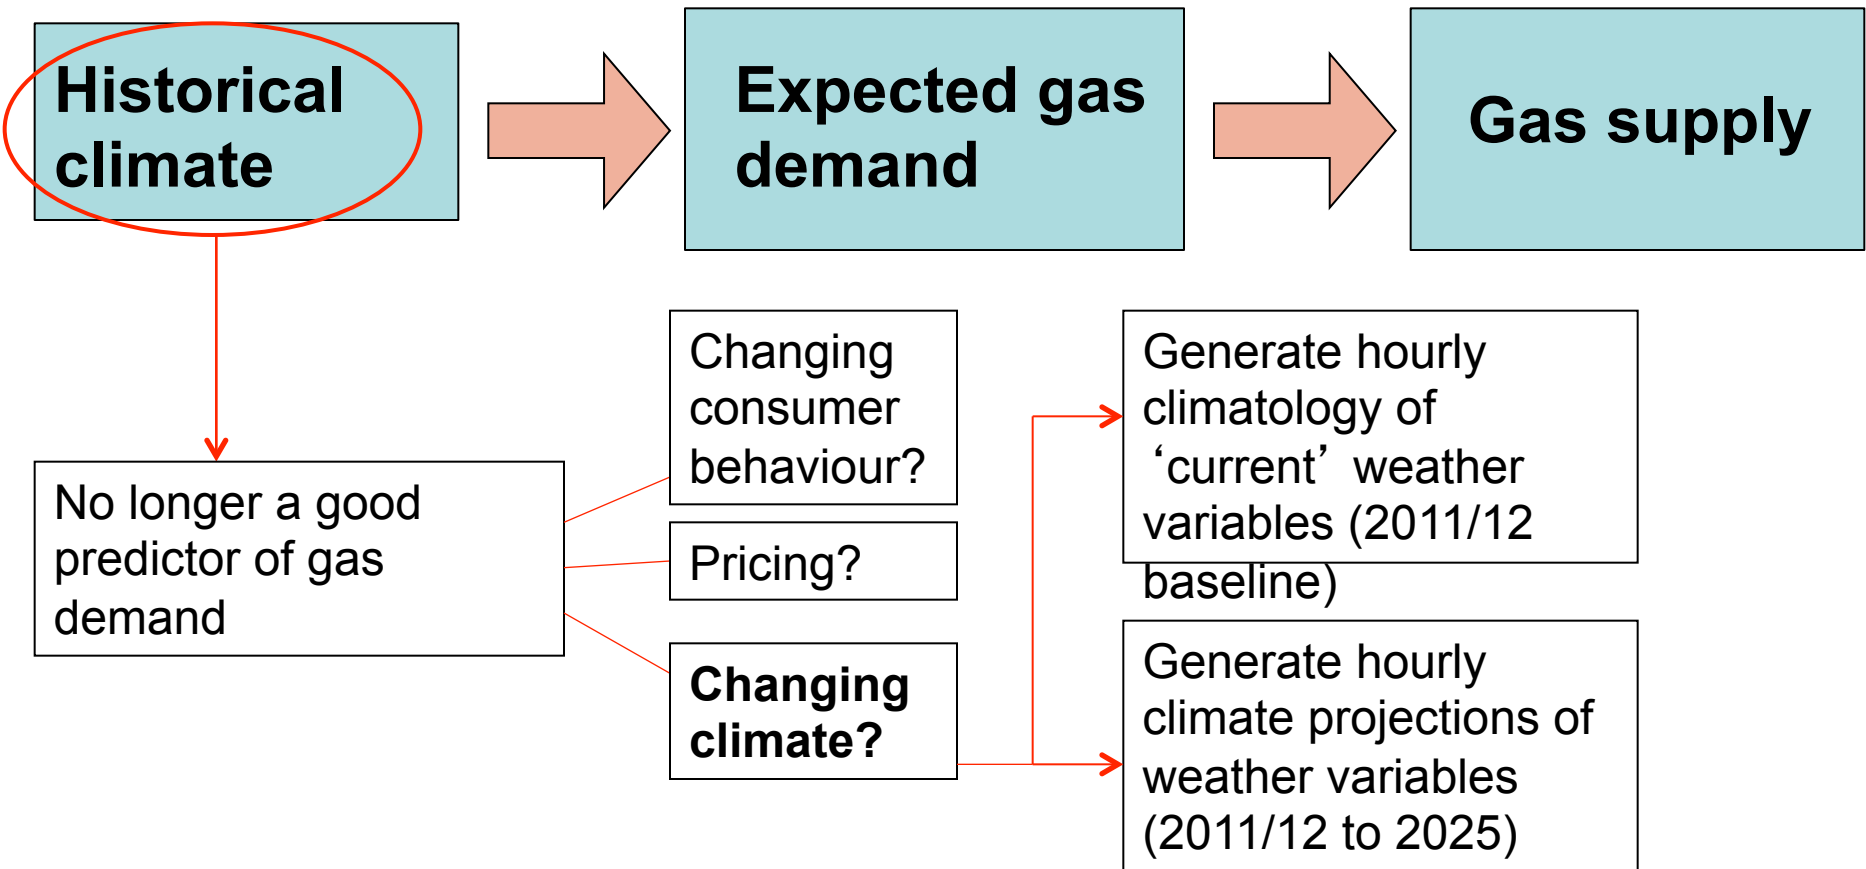 Historical
climate
Expected gas
demand
Gas supply
No longer a good
predictor of gas
demand
Changing
consumer
behaviour?
Pricing?
Changing
climate?
Generate hourly
climatology of
‘current’ weather
variables (2011/12
baseline)
Generate hourly
climate projections of
weather variables
(2011/12 to 2025)